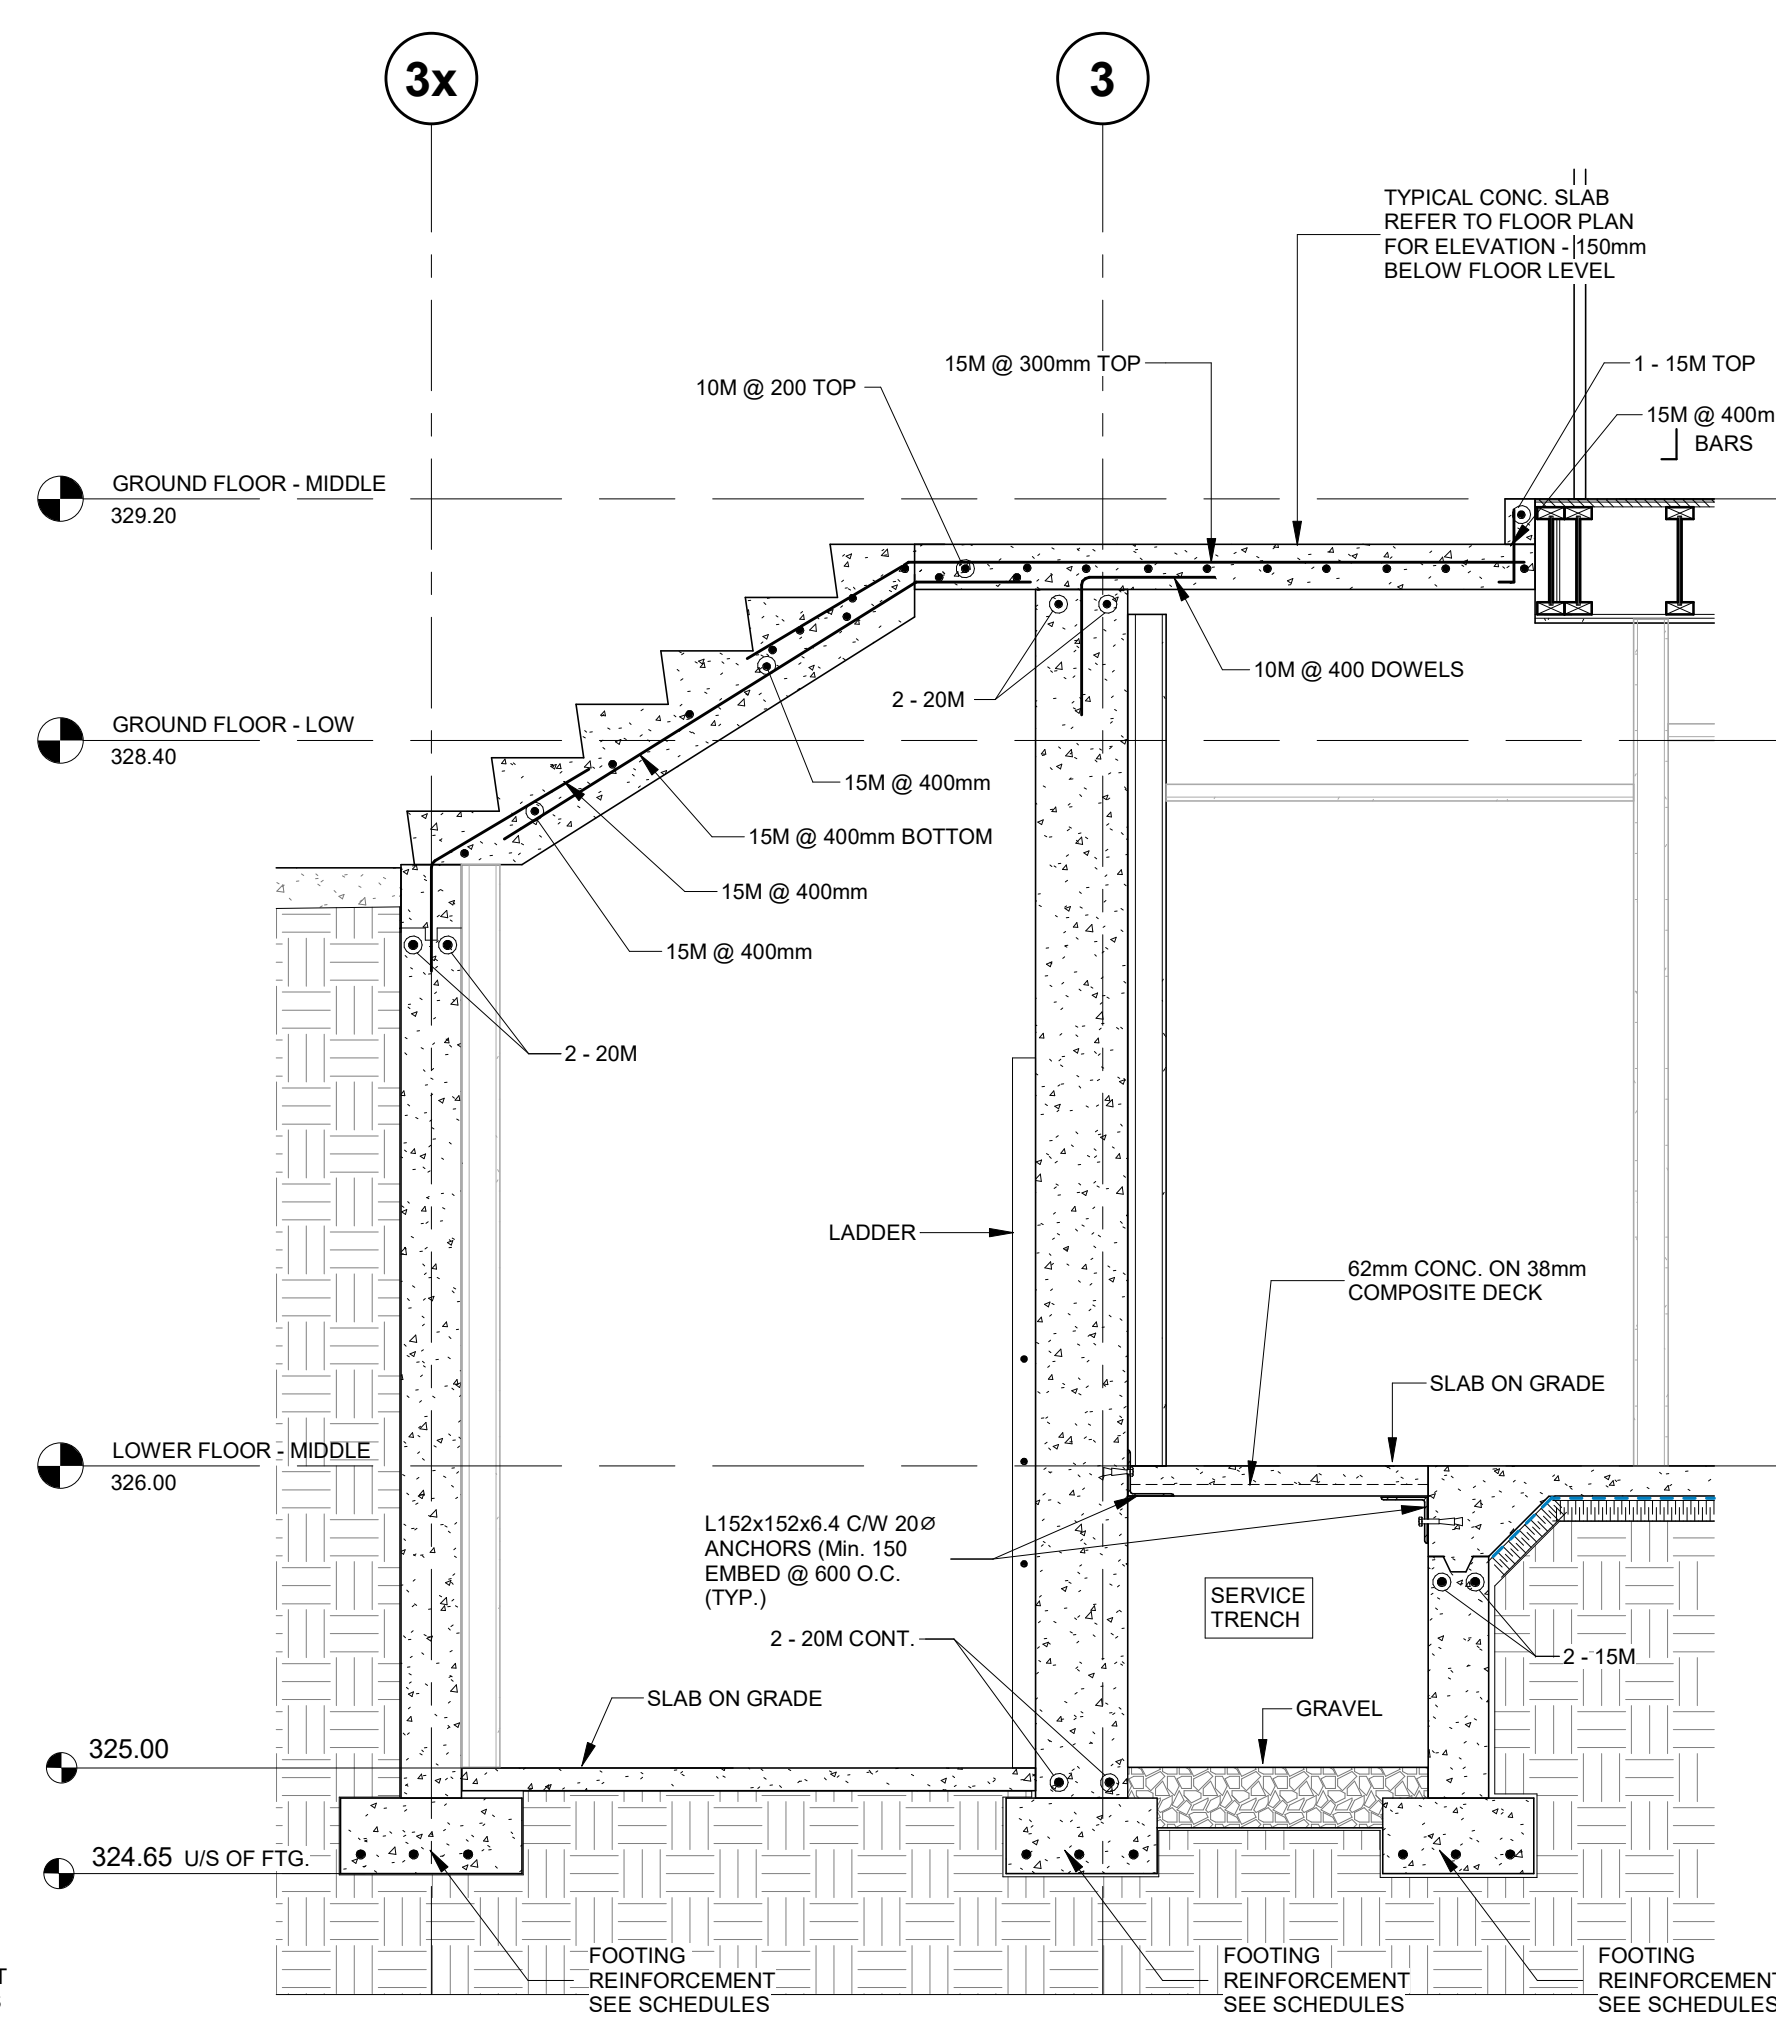 3x
3
TYPICAL CONC. SLAB
REFER TO FLOOR PLAN
FOR ELEVATION - 150mm
BELOW FLOOR LEVEL
15M @ 300mm TOP
1 - 15M TOP
10M @ 200 TOP
15M @ 400m
BARS
GROUND FLOOR - MIDDLE
329.20
10M @ 400 DOWELS
2 - 20M
GROUND FLOOR - LOW
328.40
15M @ 400mm
15M @ 400mm BOTTOM
15M @ 400mm
15M @ 400mm
2 - 20M
LADDER
62mm CONC. ON 38mm
COMPOSITE DECK
SLAB ON GRADE
LOWER FLOOR - MIDDLE
326.00
L152x152x6.4 C/W 20Ø
ANCHORS (Min. 150
EMBED @ 600 O.C.
(TYP.)
SERVICE
TRENCH
2 - 20M CONT.
2 - 15M
SLAB ON GRADE
GRAVEL
325.00
324.65 U/S OF FTG.
FOOTING
REINFORCEMENT
SEE SCHEDULES
FOOTING
REINFORCEMENT
SEE SCHEDULES
FOOTING
REINFORCEMENT
SEE SCHEDULES